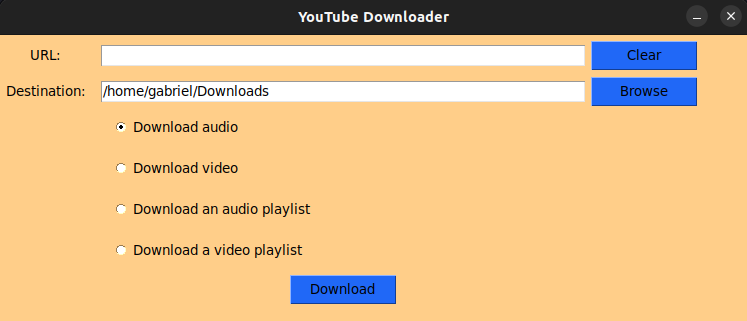 YouTube Downloader
URL:
Clear
Destination: /home/gabriel/Downloads
Browse
Download audio
Download video
Download an audio playlist
Download a video playlist
Download